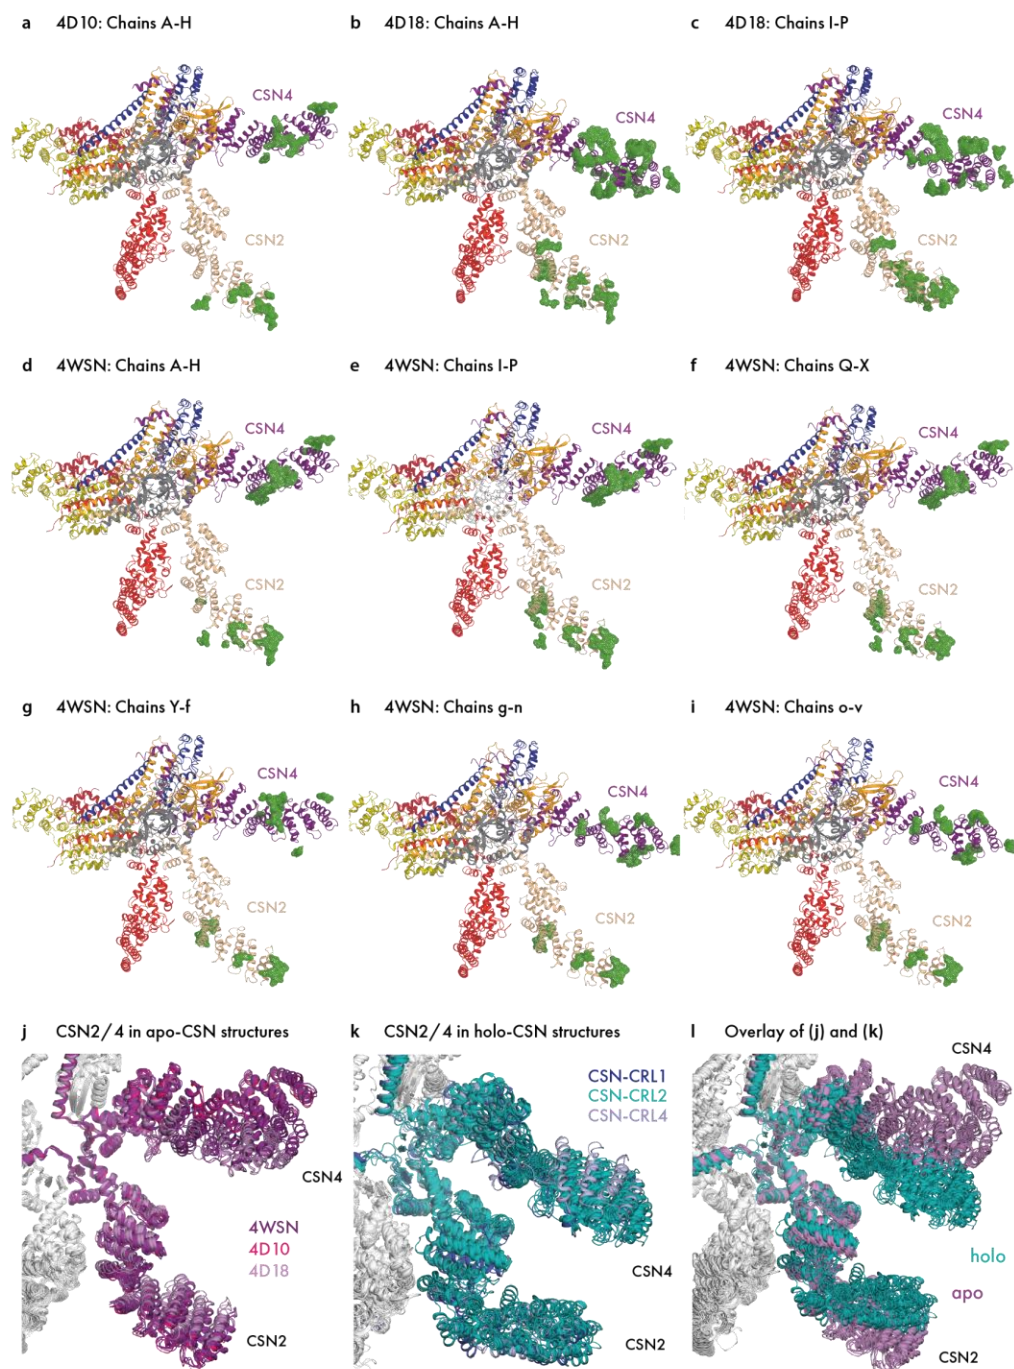 a 4D10: Chains A-H
b 4D18: Chains A-H
c 4D18: Chains I-P
CSN4
CSN4
CSN4
CSN2
CSN2
CSN2
d 4WSN: Chains A-H
e 4WSN: Chains I-P
f 4WSN: Chains Q-X
CSN4
CSN4
CSN4
CSN2
CSN2
CSN2
g 4WSN: Chains Y-f
h 4WSN: Chains g-n
i 4WSN: Chains o-v
CSN4
CSN4
CSN4
CSN2
CSN2
CSN2
j CSN2/4 in apo-CSN structures
k CSN2/4 in holo-CSN structures
l Overlay of (j) and (k)
CSN4
4WSN
4D10
4D18
CSN2
CSN-CRL1
CSN-CRL2
CSN-CRL4
CSN4
CSN2
CSN4
holo
apo
CSN2